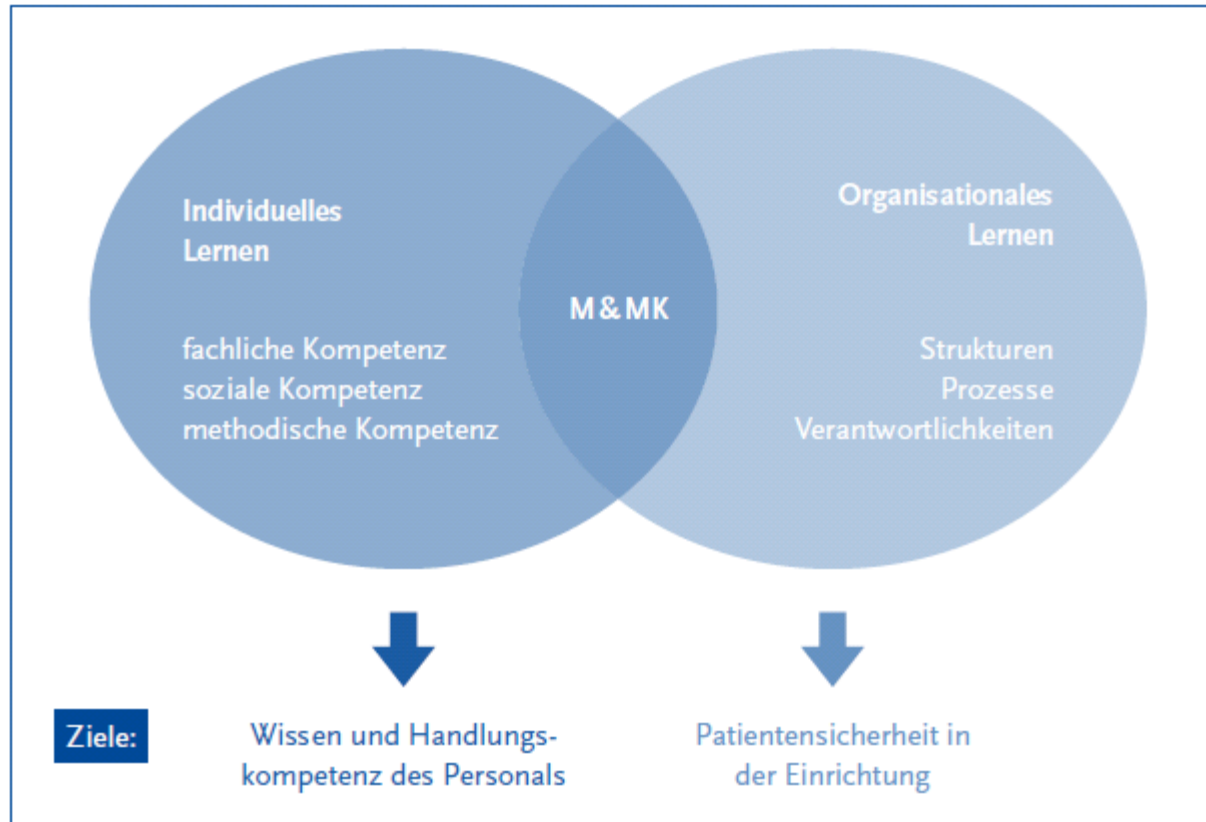 Individuelles
Lernen
fachliche Kompetenz
soziale Kompetenz
methodische Kompetenz
M&MK
Organisationales
Lernen
Strukturen
Prozesse
Verantwortlichkeiten
Ziele:
Wissen und Handlungs-
kompetenz des Personals
Patientensicherheit in
der Einrichtung